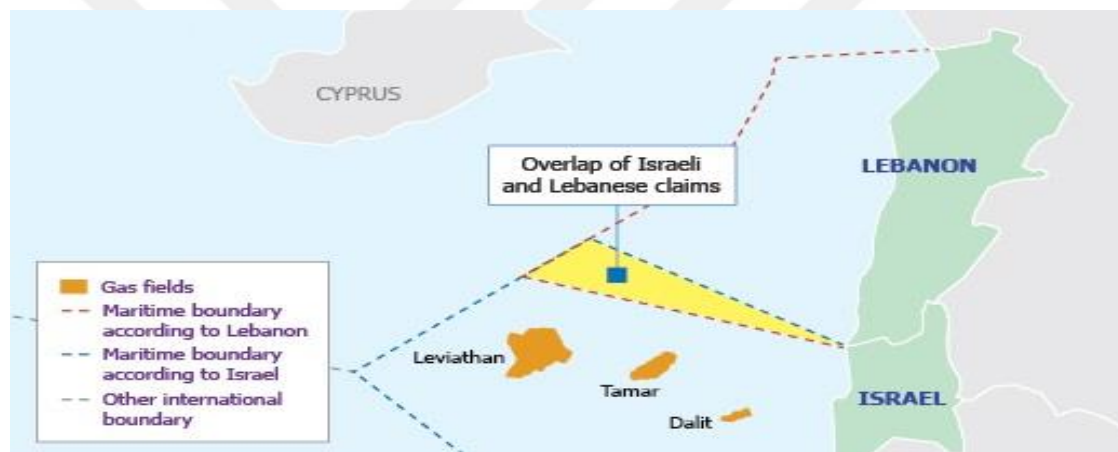 CYPRUS
Overlap of Israeli
and Lebanese claims
LEBANON
Gas fields
Maritime boundary
according to Lebanon
Maritime boundary
according to Israel
Other international
boundary
Leviathan
Tamar
Dalit
ISRAEL